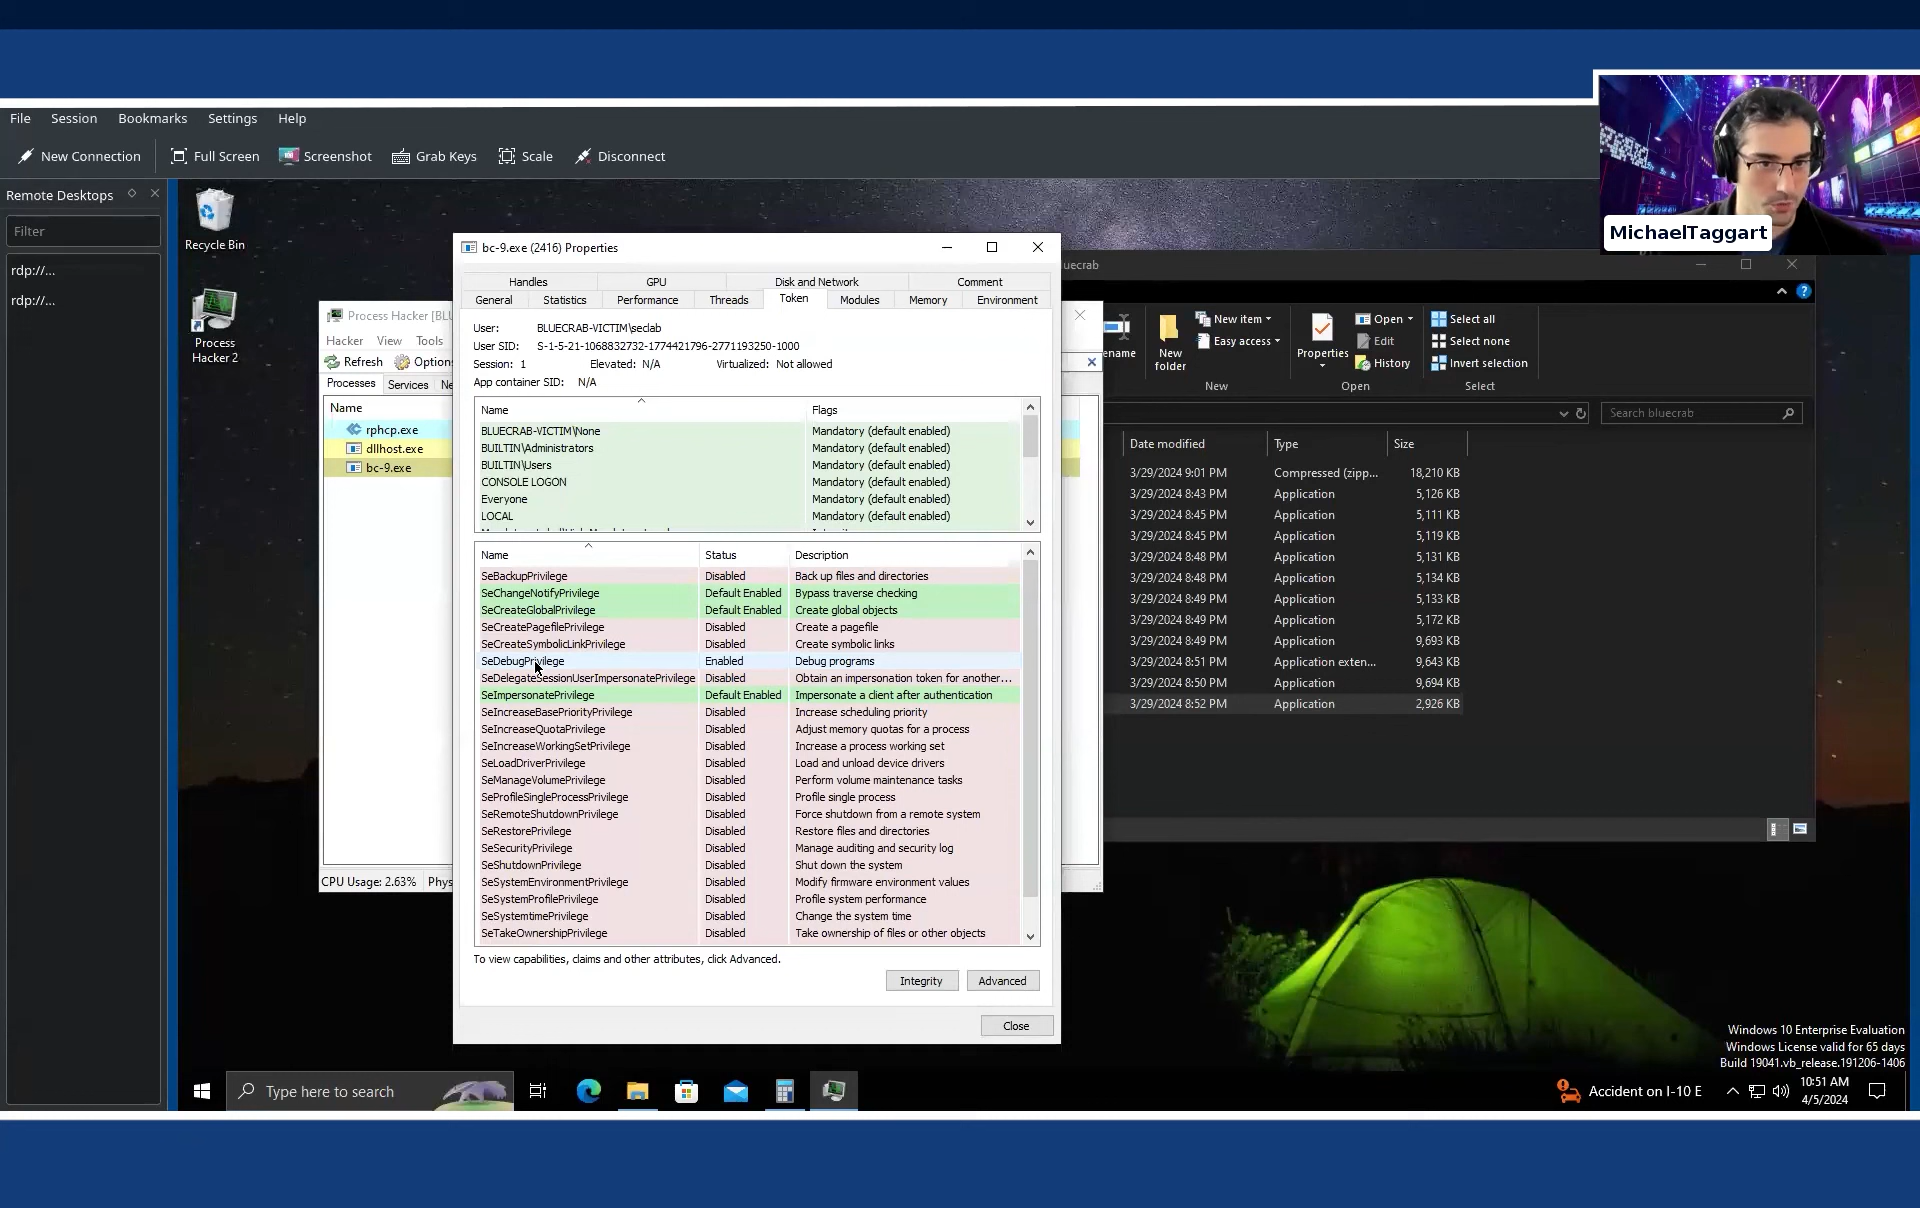 File Session Bookmarks Settings Help
New Connection Full Screen Screenshot Grab Keys Scale Disconnect
MichaelTaggart
Remote Desktops
Filter
rdp://...
rdp://...
Recycle Bin
Process
Hacker 2
Process Hacker [BLU
Hacker View Tools
Refresh Option
Processes Services Ne
Name
rphcp.exe
dllhost.exe
bc-9.exe
CPU Usage: 2.63% Phys
bc-9.exe (2416) Properties
Handles GPU Disk and Network Comment
General Statistics Performance Threads Token Modules Memory Environment
User: BLUECRAB-VICTIM\seclab
User SID: S-1-5-21-1068832732-1774421796-2771193250-1000
Session: 1 Elevated: N/A Virtualized: Not allowed
App container SID: N/A
Name Flags
BLUECRAB-VICTIM\None Mandatory (default enabled)
BUILTIN\Administrators Mandatory (default enabled)
BUILTIN\Users Mandatory (default enabled)
CONSOLE LOGON Mandatory (default enabled)
Everyone Mandatory (default enabled)
LOCAL Mandatory (default enabled)
Name Status Description
SeBackupPrivilege Disabled Back up files and directories
SeChangeNotifyPrivilege Default Enabled Bypass traverse checking
SeCreateGlobalPrivilege Default Enabled Create global objects
SeCreatePagefilePrivilege Disabled Create a pagefile
SeCreateSymbolicLinkPrivilege Disabled Create symbolic links
SeDebugPrivilege Enabled Debug programs
SeDelegateSessionUserImpersonatePrivilege Disabled Obtain an impersonation token for another...
SeImpersonatePrivilege Default Enabled Impersonate a client after authentication
SeIncreaseBasePriorityPrivilege Disabled Increase scheduling priority
SeIncreaseQuotaPrivilege Disabled Adjust memory quotas for a process
SeIncreaseWorkingSetPrivilege Disabled Increase a process working set
SeLoadDriverPrivilege Disabled Load and unload device drivers
SeManageVolumePrivilege Disabled Perform volume maintenance tasks
SeProfileSingleProcessPrivilege Disabled Profile single process
SeRemoteShutdownPrivilege Disabled Force shutdown from a remote system
SeRestorePrivilege Disabled Restore files and directories
SeSecurityPrivilege Disabled Manage auditing and security log
SeShutdownPrivilege Disabled Shut down the system
SeSystemEnvironmentPrivilege Disabled Modify firmware environment values
SeSystemProfilePrivilege Disabled Profile system performance
SeSystemtimePrivilege Disabled Change the system time
SeTakeOwnershipPrivilege Disabled Take ownership of files or other objects
To view capabilities, claims and other attributes, click Advanced.
Integrity Advanced
Close
uecrab
ename
New
folder
New item
Easy access
New
Properties
Open
Edit
History
Open
Select all
Select none
Invert selection
Select
Search bluecrab
Date modified Type Size
3/29/2024 9:01 PM Compressed (zipp... 18,210 KB
3/29/2024 8:43 PM Application 5,126 KB
3/29/2024 8:45 PM Application 5,111 KB
3/29/2024 8:45 PM Application 5,119 KB
3/29/2024 8:48 PM Application 5,131 KB
3/29/2024 8:48 PM Application 5,134 KB
3/29/2024 8:49 PM Application 5,133 KB
3/29/2024 8:49 PM Application 5,172 KB
3/29/2024 8:49 PM Application 9,693 KB
3/29/2024 8:51 PM Application exten... 9,643 KB
3/29/2024 8:50 PM Application 9,694 KB
3/29/2024 8:52 PM Application 2,926 KB
Windows 10 Enterprise Evaluation
Windows License valid for 65 days
Build 19041.vb_release.191206-1406
Type here to search
Accident on I-10 E
10:51 AM
4/5/2024